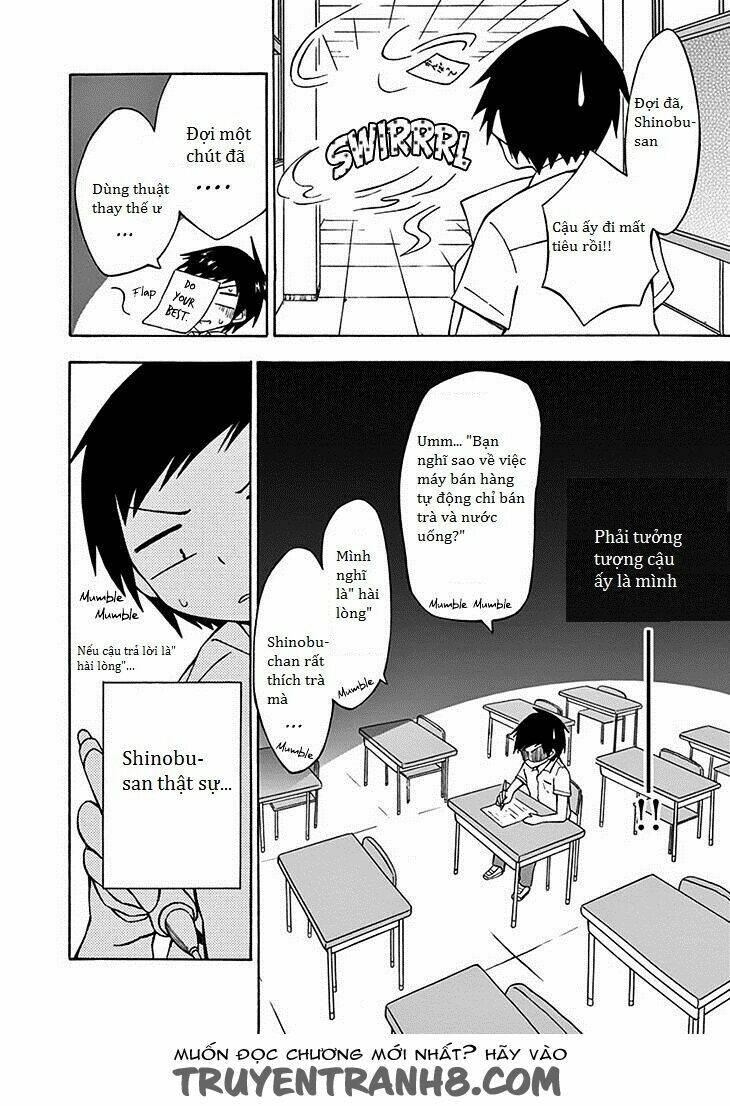 Đợi đã,
Shinobu-
san
Cậu ấy đi mất
tiêu rồi!!
SWIRRRL
Đợi một
chút đã
....
Dùng thuật
thay thế ư
...
Flap
DO
YOUR
BEST.
Phải tưởng
tượng cậu
ấy là mình
!!
Umm... "Bạn
nghĩ sao về việc
máy bán hàng
tự động chỉ bán
trà và nước
uống?"
Mumble Mumble
Mình
nghĩ
là" hài
lòng"
Mumble
Shinobu-
chan rất
thích trà
mà
...
Mumble
Mumble
Mumble
Nếu cậu trả lời là"
hài lòng"...
Shinobu-
san thật sự...
MUỐN ĐỌC CHƯƠNG MỚI NHẤT? HÃY VÀO
TRUYENTRANH8.COM